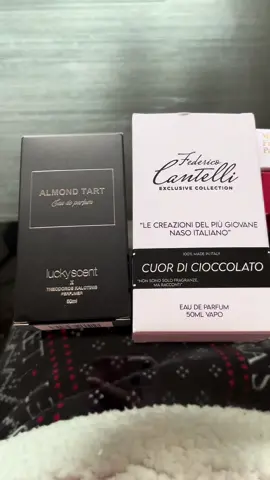 ALMOND TART
Eau de parfum
luckyscent
X
THEODOROS KALOTINIS
PERFUMER
50ml
Federico
Cantelli
EXCLUSIVE COLLECTION
"LE CREAZIONI DEL PIÙ GIOVANE
NASO ITALIANO"
100% MADE IN ITALY
CUOR DI CIOCCOLATO
"NON SONO SOLO FRAGRANZE,
MA RACCONTI"
EAU DE PARFUM
50ML VAPO